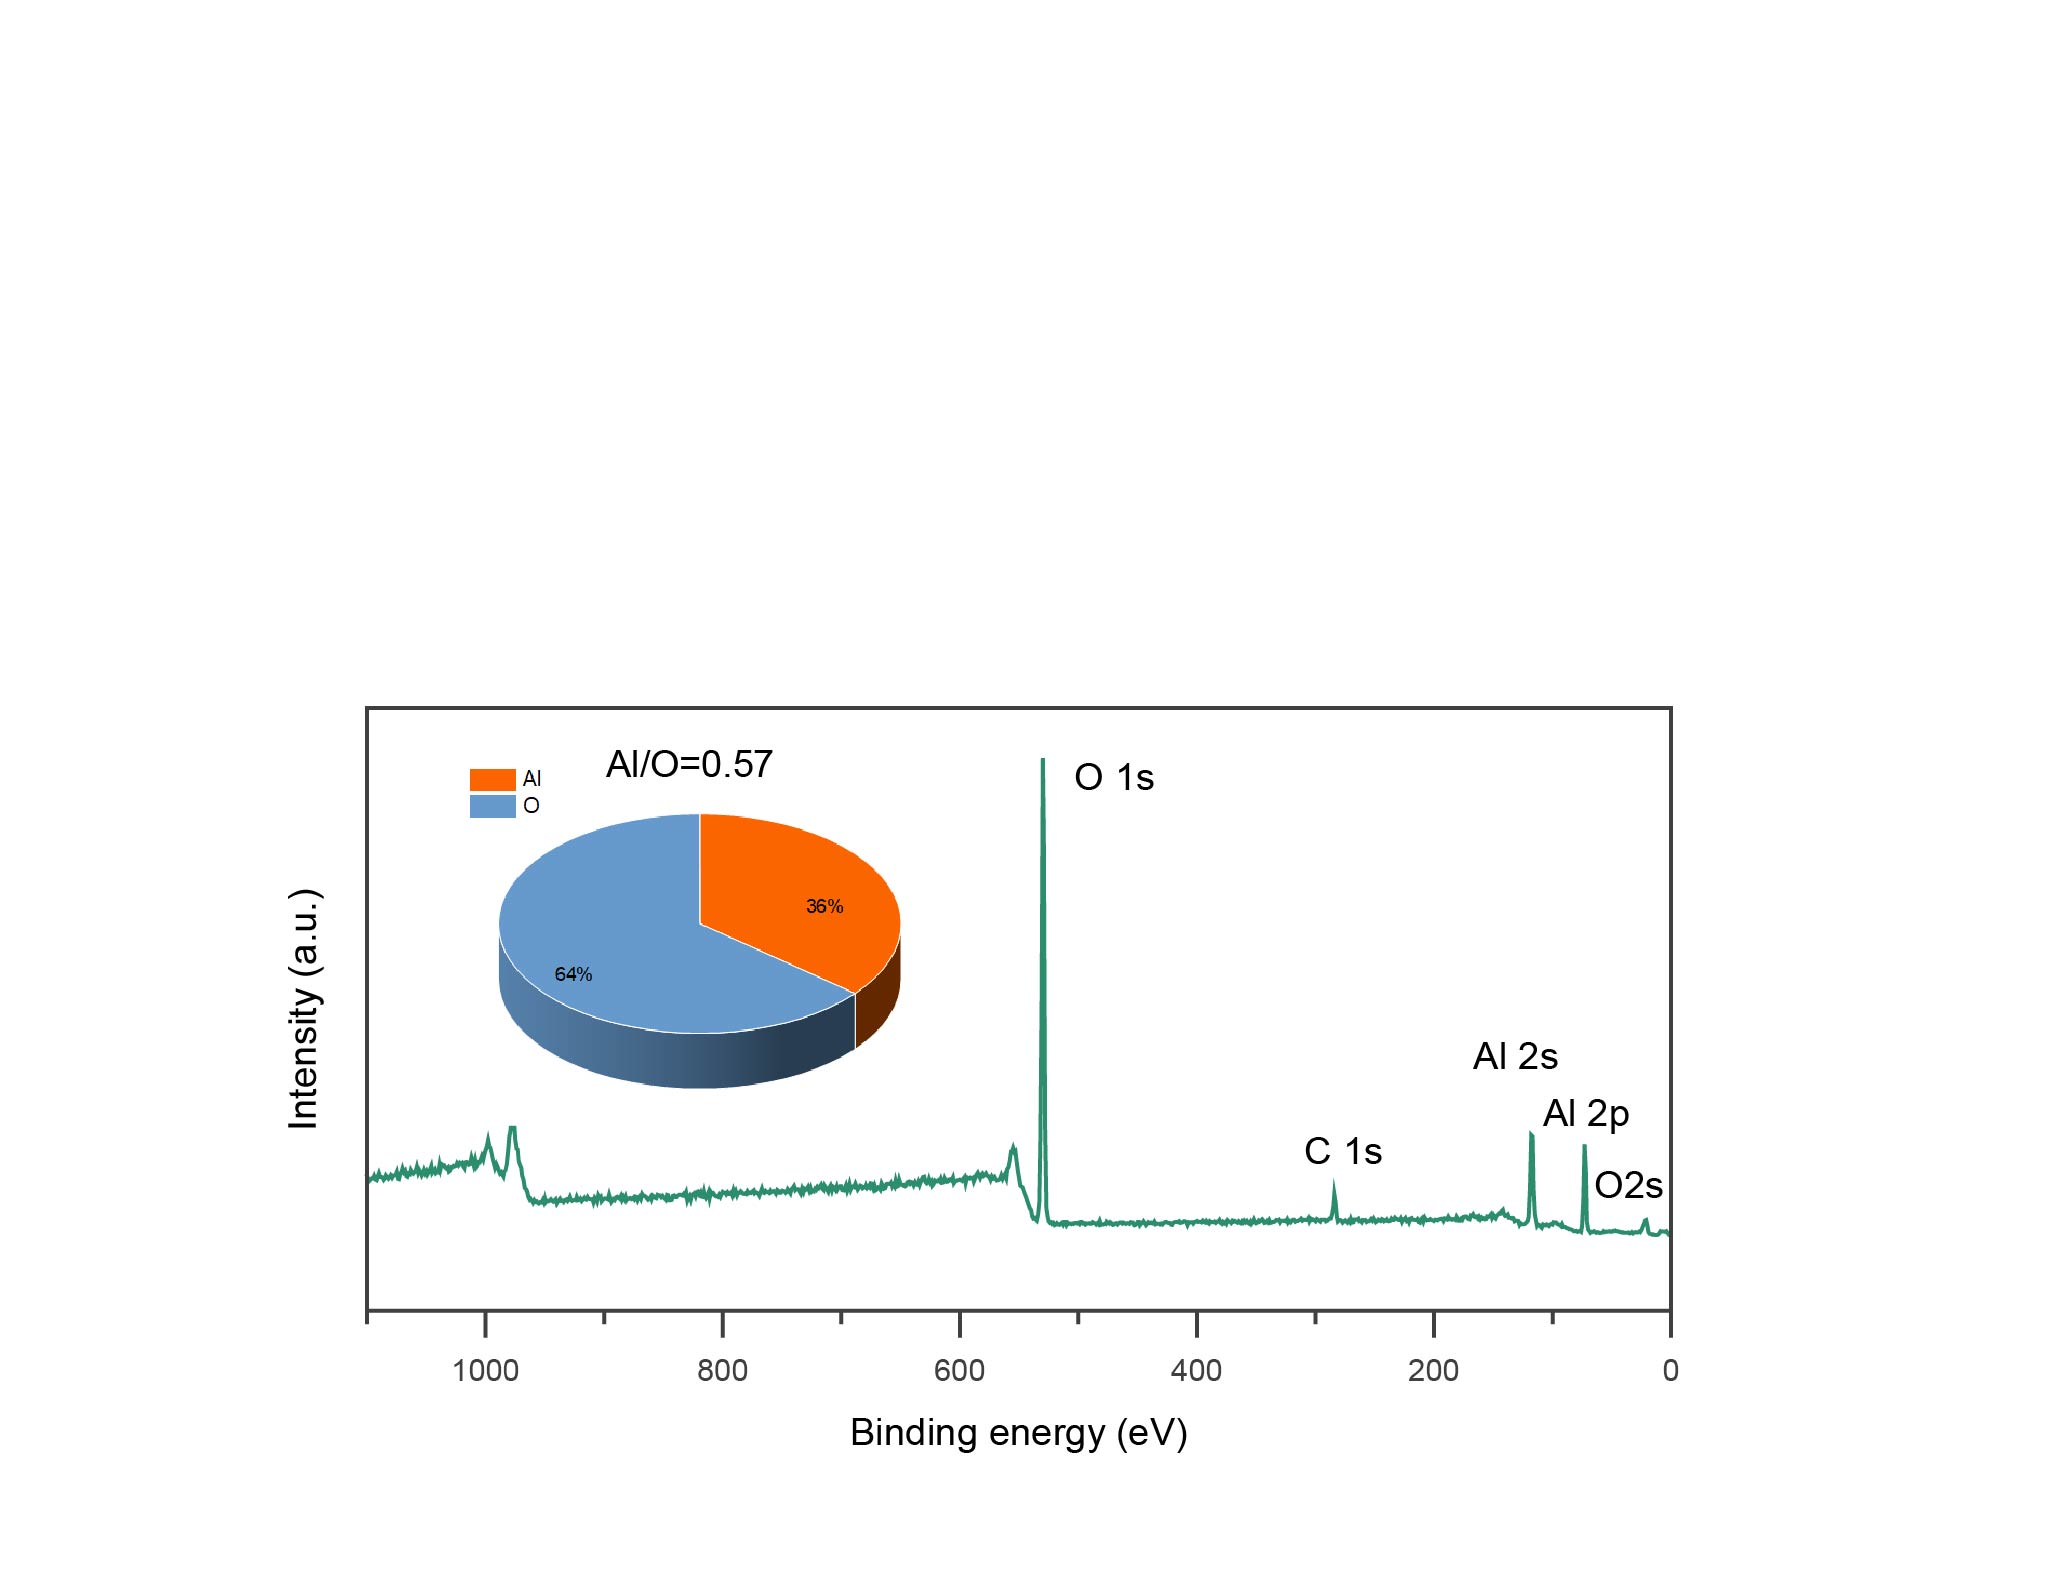 Al/O=0.57
Al
O
36%
64%
O 1s
C 1s
Al 2s
Al 2p
O2s
Intensity (a.u.)
1000 800 600 400 200 0
Binding energy (eV)